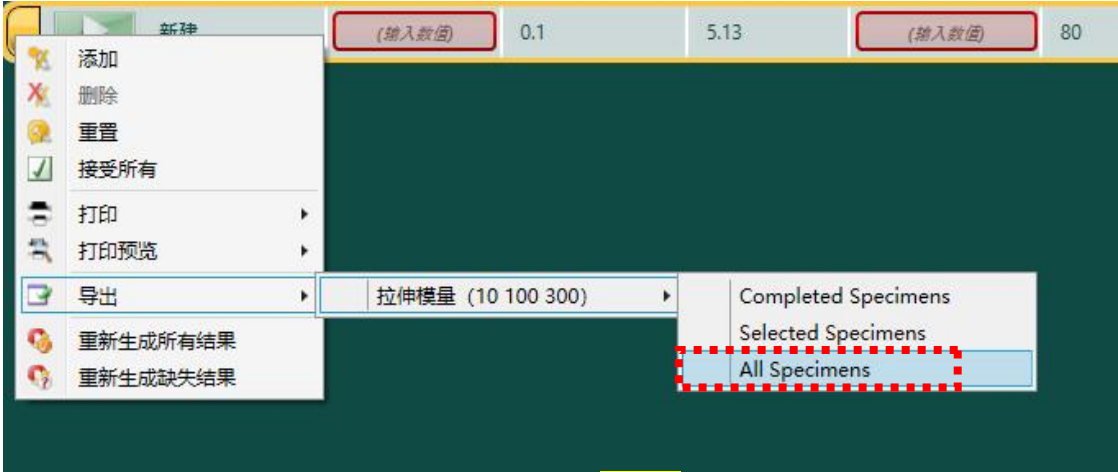 新建 (输入数值) 0.1 5.13 (输入数值) 80
添加
删除
重置
接受所有
打印
打印预览
导出
拉伸模量 (10 100 300)
Completed Specimens
Selected Specimens
All Specimens
重新生成所有结果
重新生成缺失结果